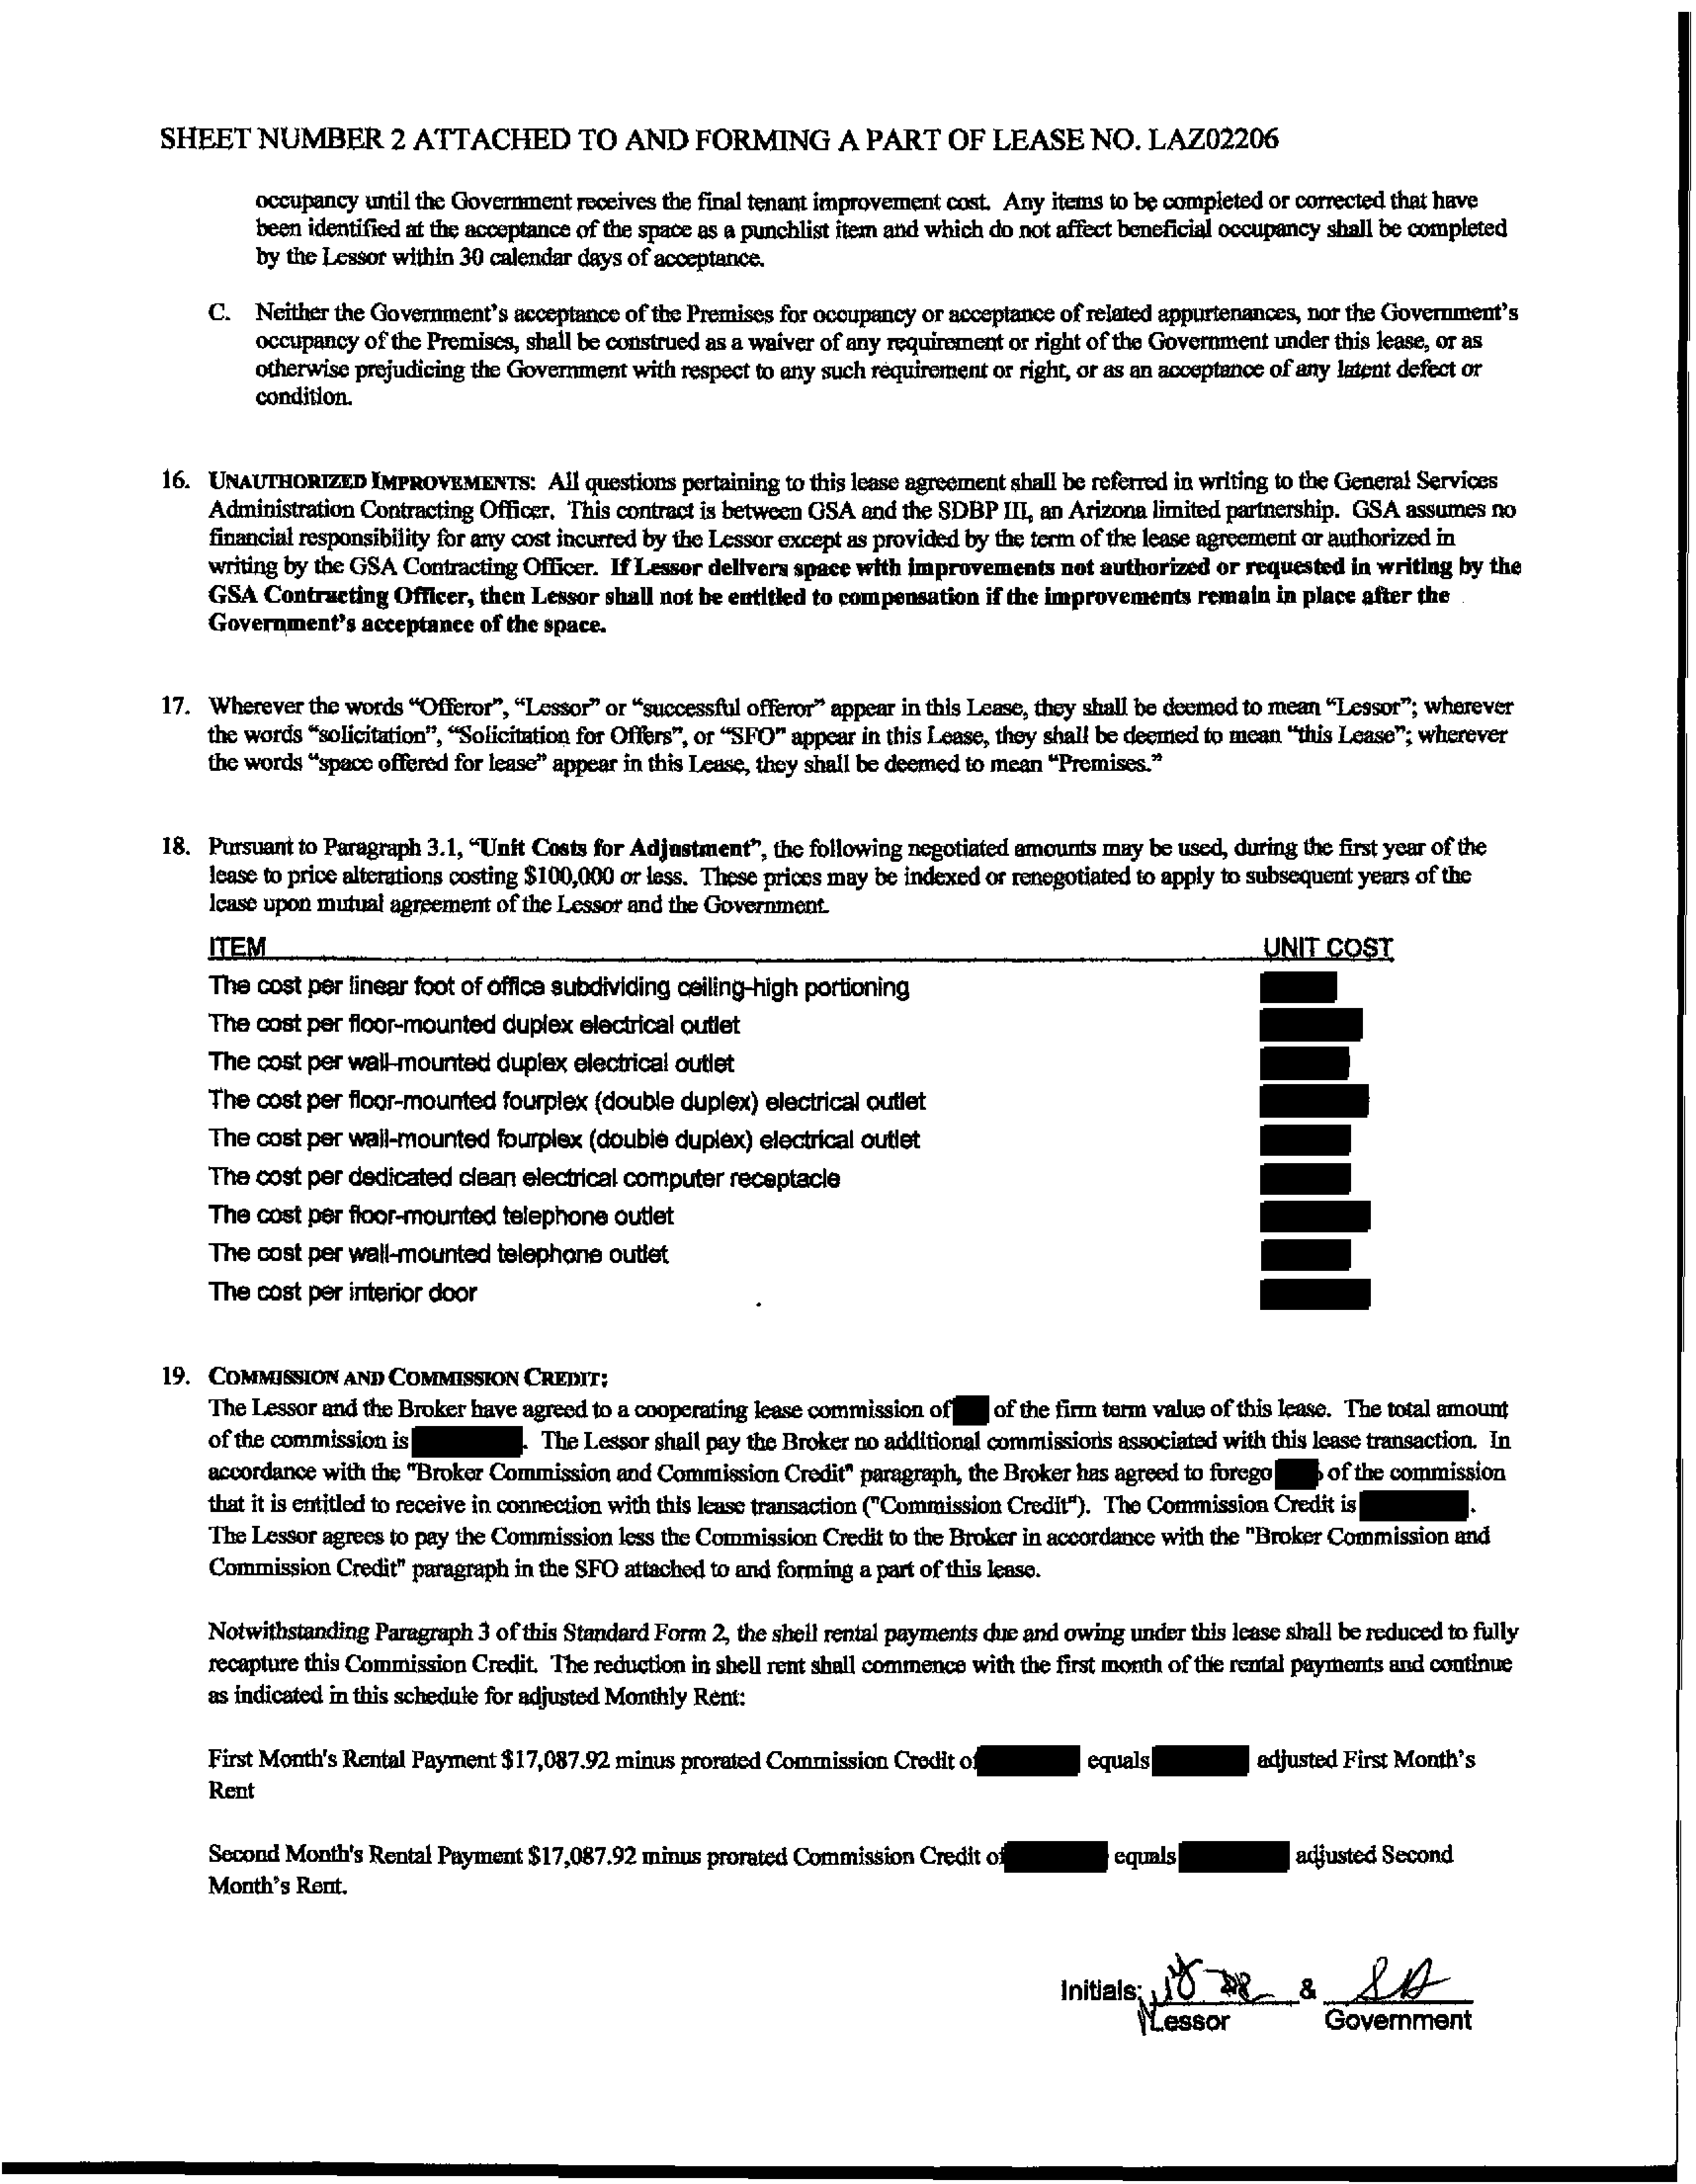 SHEET NUMBER 2 ATTACHED TO AND FORMING A PART OF LEASE NO. LAZ02206
occupancy until the Government receives the final tenant improvement cost. Any items to be completed or corrected that have
been identified at the acceptance of the space as a punchlist item and which do not affect beneficial occupancy shall be completed
by the Lessor within 30 calendar days of acceptance.
C. Neither the Government's acceptance of the Premises for occupancy or acceptance of related appurtenances, nor the Government's
occupancy of the Premises, shall be construed as a waiver of any requirement or right of the Government under this lease, or as
otherwise prejudicing the Government with respect to any such requirement or right, or as an acceptance of any latent defect or
condition.
16. UNAUTHORIZED IMPROVEMENTS: All questions pertaining to this lease agreement shall be referred in writing to the General Services
Administration Contracting Officer. This contract is between GSA and the SDBP III, an Arizona limited partnership. GSA assumes no
financial responsibility for any cost incurred by the Lessor except as provided by the term of the lease agreement or authorized in
writing by the GSA Contracting Officer. If Lessor delivers space with improvements not authorized or requested in writing by the
GSA Contracting Officer, then Lessor shall not be entitled to compensation if the improvements remain in place after the
Government's acceptance of the space.
17. Wherever the words "Offeror", "Lessor" or "successful offeror" appear in this Lease, they shall be deemed to mean "Lessor"; wherever
the words "solicitation", "Solicitation for Offers", or "SFO" appear in this Lease, they shall be deemed to mean "this Lease"; wherever
the words "space offered for lease" appear in this Lease, they shall be deemed to mean "Premises."
18. Pursuant to Paragraph 3.1, "Unit Costs for Adjustment", the following negotiated amounts may be used, during the first year of the
lease to price alterations costing $100,000 or less. These prices may be indexed or renegotiated to apply to subsequent years of the
lease upon mutual agreement of the Lessor and the Government.
ITEM UNIT COST
The cost per linear foot of office subdividing ceiling-high portioning
The cost per floor-mounted duplex electrical outlet
The cost per wall-mounted duplex electrical outlet
The cost per floor-mounted fourplex (double duplex) electrical outlet
The cost per wall-mounted fourplex (double duplex) electrical outlet
The cost per dedicated clean electrical computer receptacle
The cost per floor-mounted telephone outlet
The cost per wall-mounted telephone outlet
The cost per interior door
19. COMMISSION AND COMMISSION CREDIT:
The Lessor and the Broker have agreed to a cooperating lease commission of of the firm term value of this lease. The total amount
of the commission is . The Lessor shall pay the Broker no additional commissions associated with this lease transaction. In
accordance with the "Broker Commission and Commission Credit" paragraph, the Broker has agreed to forego of the commission
that it is entitled to receive in connection with this lease transaction ("Commission Credit"). The Commission Credit is .
The Lessor agrees to pay the Commission less the Commission Credit to the Broker in accordance with the "Broker Commission and
Commission Credit" paragraph in the SFO attached to and forming a part of this lease.
Notwithstanding Paragraph 3 of this Standard Form 2, the shell rental payments due and owing under this lease shall be reduced to fully
recapture this Commission Credit. The reduction in shell rent shall commence with the first month of the rental payments and continue
as indicated in this schedule for adjusted Monthly Rent:
First Month's Rental Payment $17,087.92 minus prorated Commission Credit of equals adjusted First Month's
Rent
Second Month's Rental Payment $17,087.92 minus prorated Commission Credit of equals adjusted Second
Month's Rent.
Initials: &
Lessor Government